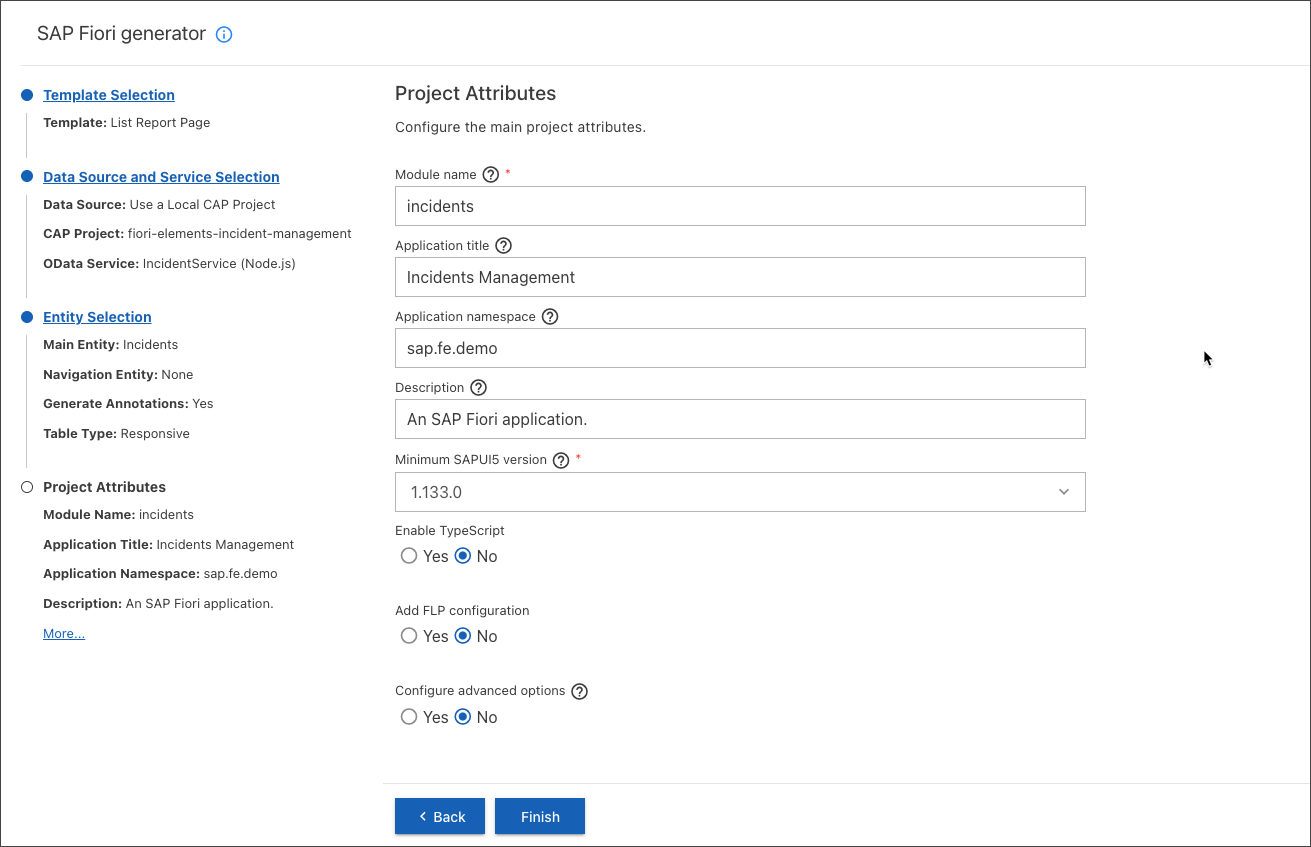 SAP Fiori generator
Template Selection
Template: List Report Page
Data Source and Service Selection
Data Source: Use a Local CAP Project
CAP Project: fiori-elements-incident-management
OData Service: IncidentService (Node.js)
Entity Selection
Main Entity: Incidents
Navigation Entity: None
Generate Annotations: Yes
Table Type: Responsive
Project Attributes
Module Name: incidents
Application Title: Incidents Management
Application Namespace: sap.fe.demo
Description: An SAP Fiori application.
More...
Project Attributes
Configure the main project attributes.
Module name *
incidents
Application title
Incidents Management
Application namespace
sap.fe.demo
Description
An SAP Fiori application.
Minimum SAPUI5 version *
1.133.0
Enable TypeScript
Yes No
Add FLP configuration
Yes No
Configure advanced options
Yes No
Back Finish